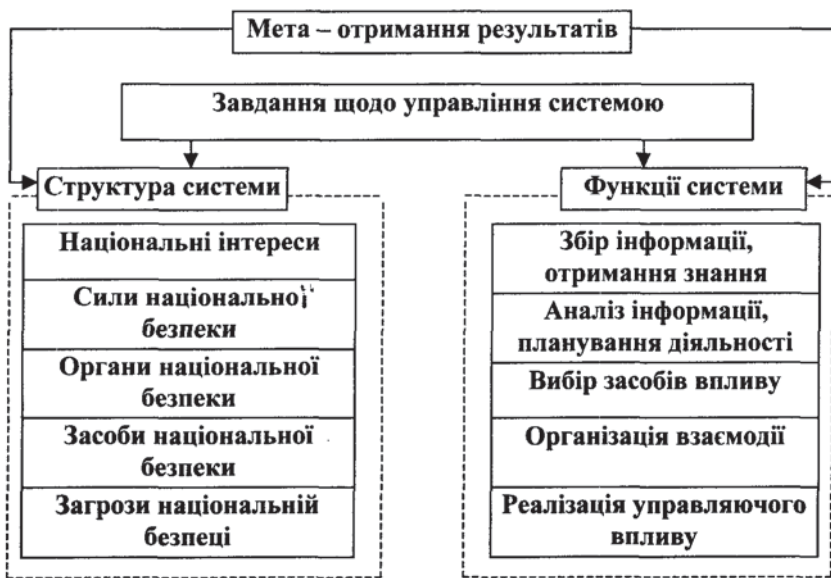 Мета – отримання результатів
Завдання щодо управління системою
Структура системи
Національні інтереси
Сили національної
безпеки
Органи національної
безпеки
Засоби національної
безпеки
Загрози національній
безпеці
Функції системи
Збір інформації,
отримання знання
Аналіз інформації,
планування діяльності
Вибір засобів впливу
Організація взаємодії
Реалізація управляючого
впливу